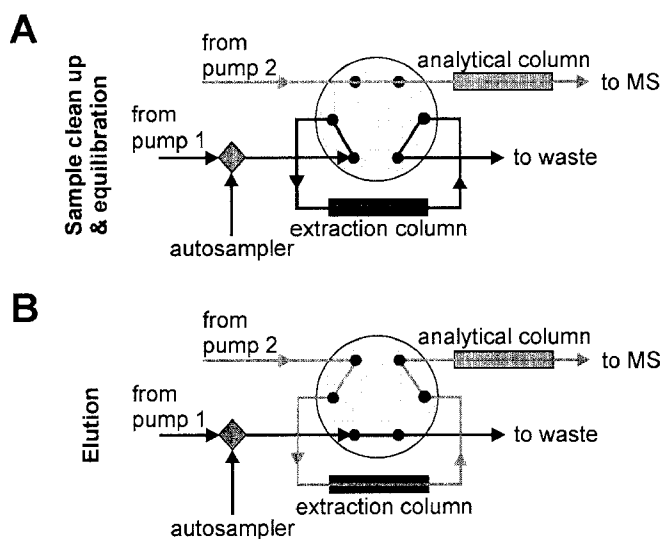 A
Sample clean up
& equilibration
from
pump 2
analytical column
to MS
from
pump 1
to waste
extraction column
autosampler
B
Elution
from
pump 2
analytical column
to MS
from
pump 1
to waste
extraction column
autosampler